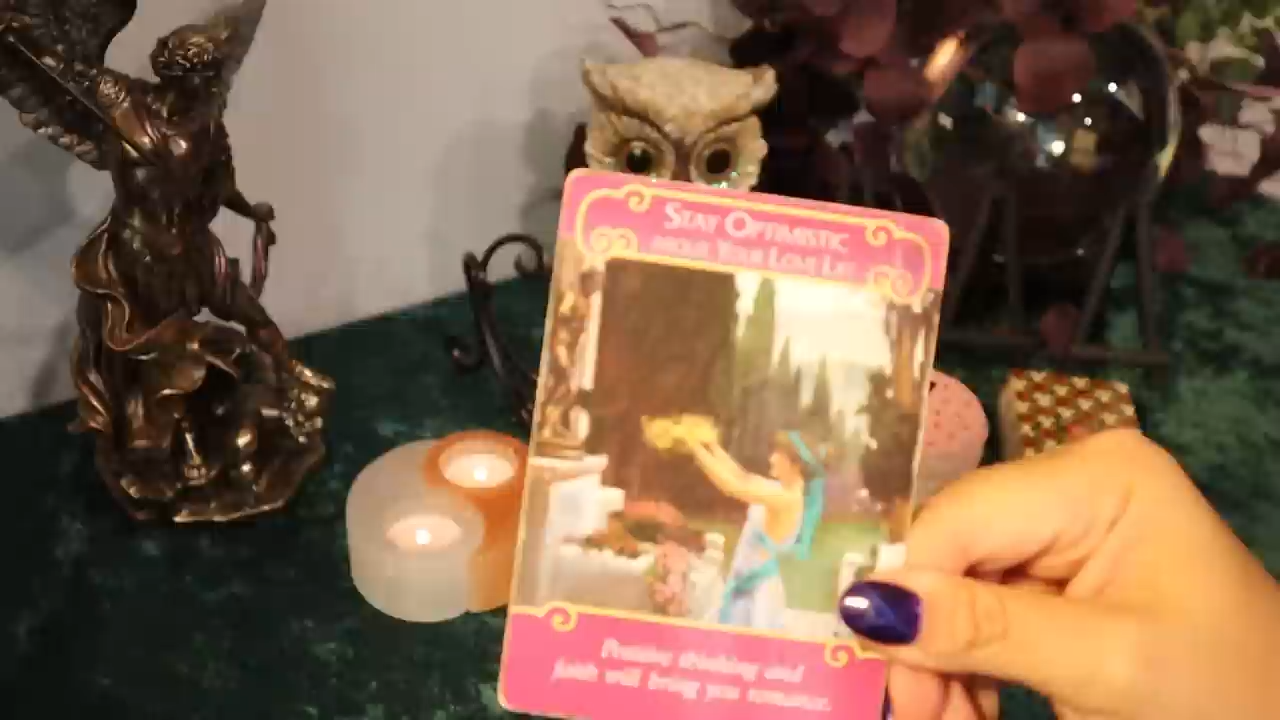 STAY OPTIMISTIC
ABOUT YOUR LOVE LIFE
Positive thinking and
faith will bring you romance.